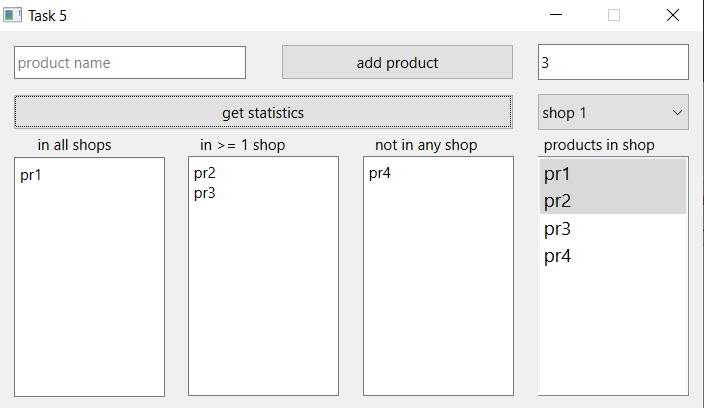 Task 5
product name
add product
3
get statistics
shop 1
in all shops
in >= 1 shop
not in any shop
products in shop
pr1
pr2
pr3
pr4
pr1
pr2
pr3
pr4